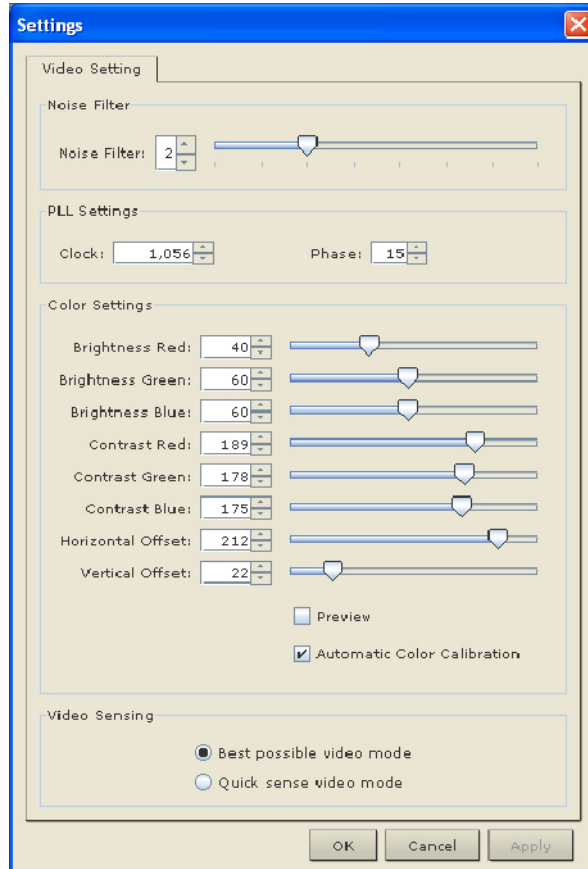 Settings
Video Setting
Noise Filter
Noise Filter: 2
PLL Settings
Clock: 1,056 Phase: 15
Color Settings
Brightness Red: 40
Brightness Green: 60
Brightness Blue: 60
Contrast Red: 189
Contrast Green: 178
Contrast Blue: 175
Horizontal Offset: 212
Vertical Offset: 22
Preview
Automatic Color Calibration
Video Sensing
Best possible video mode
Quick sense video mode
OK Cancel Apply